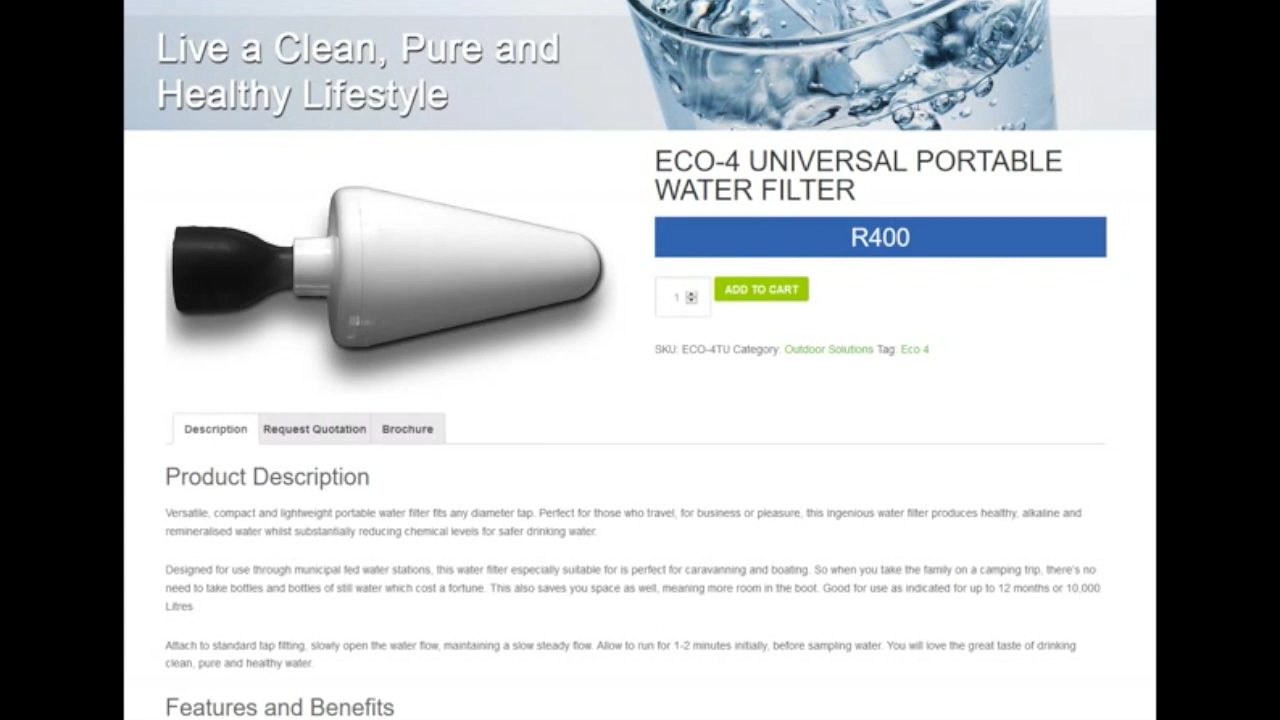 Live a Clean, Pure and
Healthy Lifestyle
ECO-4 UNIVERSAL PORTABLE
WATER FILTER
R400
1
ADD TO CART
SKU: ECO-4TU Category: Outdoor Solutions Tag: Eco 4
Description Request Quotation Brochure
Product Description
Versatile, compact and lightweight portable water filter fits any diameter tap. Perfect for those who travel, for business or pleasure, this ingenious water filter produces healthy, alkaline and
remineralised water whilst substantially reducing chemical levels for safer drinking water.
Designed for use through municipal fed water stations, this water filter especially suitable for is perfect for caravanning and boating. So when you take the family on a camping trip, there's no
need to take bottles and bottles of still water which cost a fortune. This also saves you space as well, meaning more room in the boot. Good for use as indicated for up to 12 months or 10,000
Litres
Attach to standard tap fitting, slowly open the water flow, maintaining a slow steady flow. Allow to run for 1-2 minutes initially, before sampling water. You will love the great taste of drinking
clean, pure and healthy water.
Features and Benefits